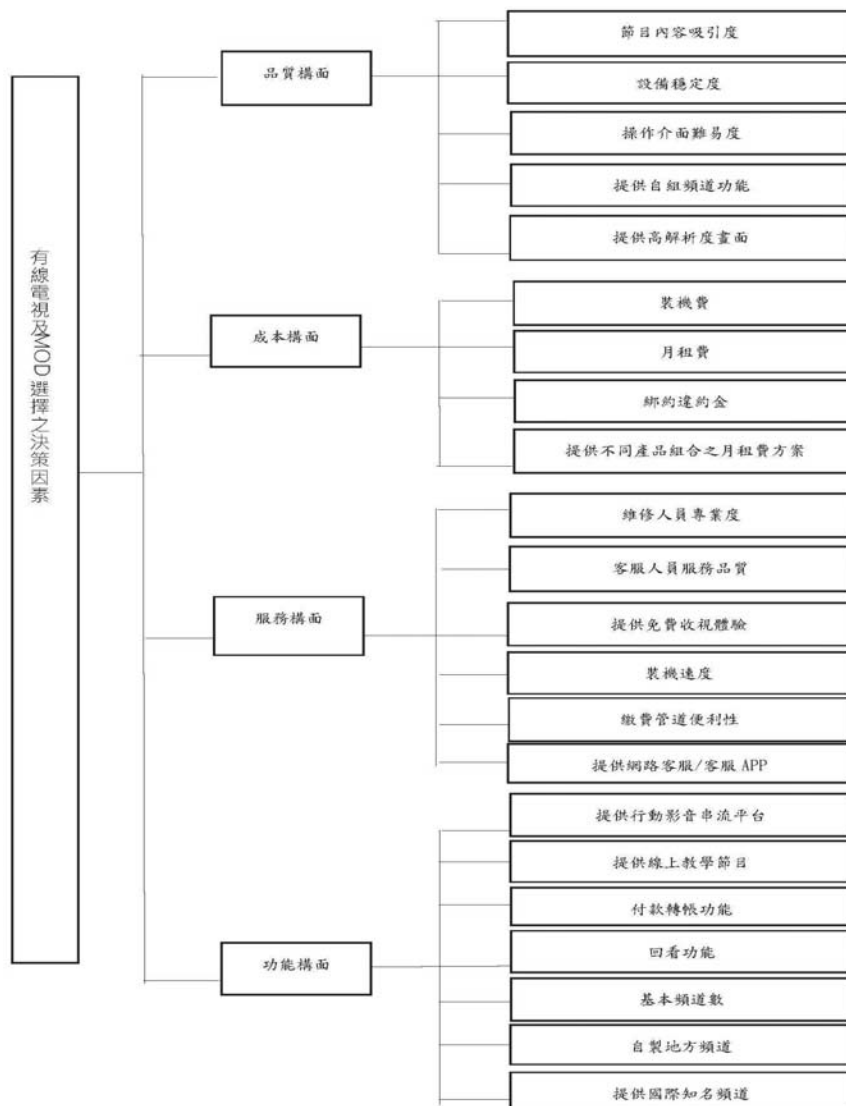 有線電視及MOD 選擇之決策因素
品質構面
節目內容吸引度
設備穩定度
操作介面難易度
提供自組頻道功能
提供高解析度畫面
成本構面
裝機費
月租費
綁約違約金
提供不同產品組合之月租費方案
服務構面
維修人員專業度
客服人員服務品質
提供免費收視體驗
裝機速度
繳費管道便利性
提供網路客服/客服 APP
功能構面
提供行動影音串流平台
提供線上教學節目
付款轉帳功能
回看功能
基本頻道數
自製地方頻道
提供國際知名頻道